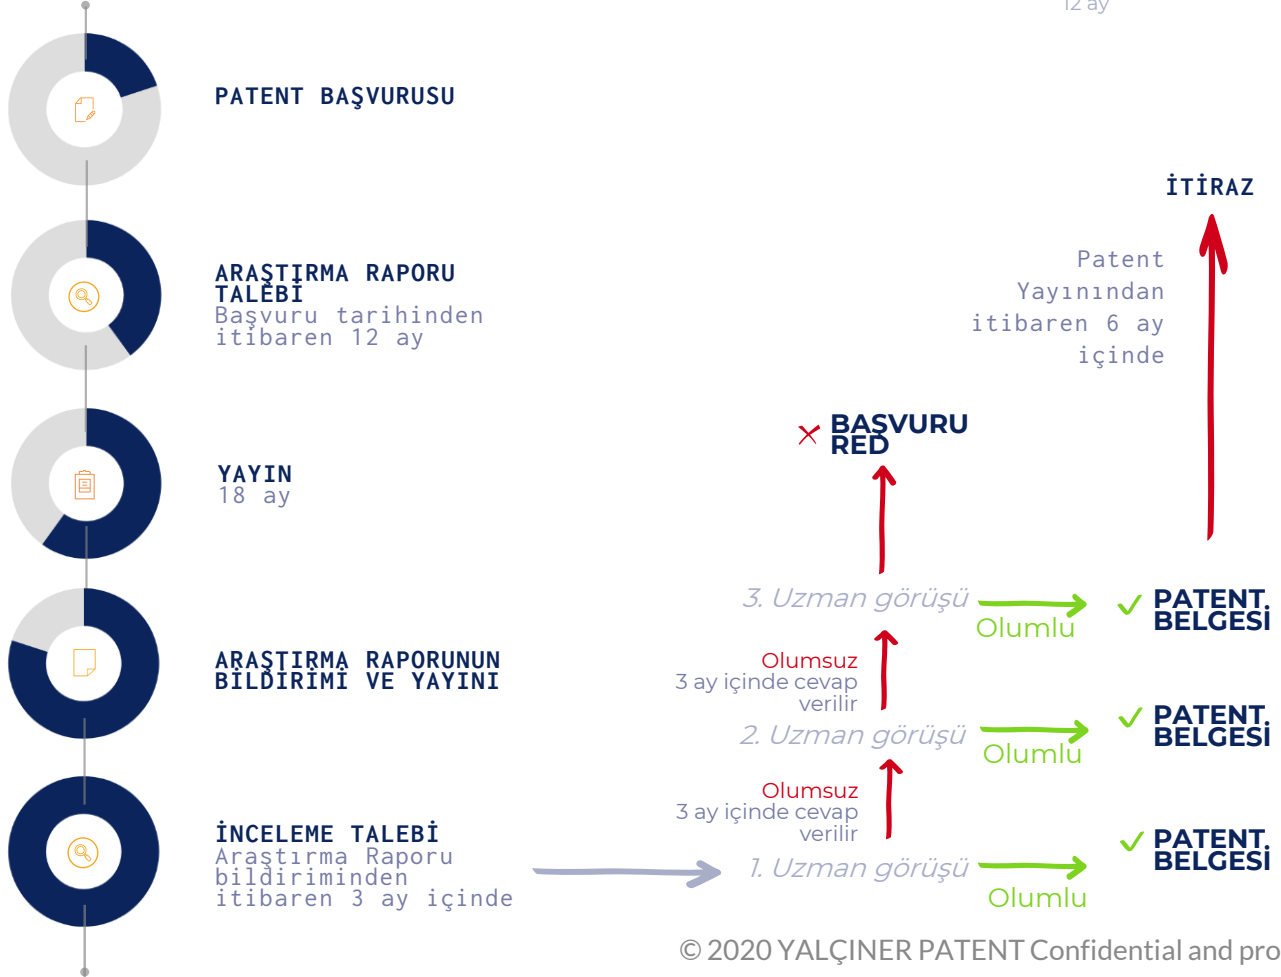 12 ay
PATENT BAŞVURUSU
ARAŞTIRMA RAPORU
TALEBİ
Başvuru tarihinden
itibaren 12 ay
YAYIN
18 ay
ARAŞTIRMA RAPORUNUN
BİLDİRİMİ VE YAYINI
İNCELEME TALEBİ
Araştırma Raporu
bildiriminden
itibaren 3 ay içinde
İTİRAZ
Patent
Yayınından
itibaren 6 ay
içinde
BAŞVURU
RED
3. Uzman görüşü
Olumlu
PATENT
BELGESİ
Olumsuz
3 ay içinde cevap
verilir
2. Uzman görüşü
Olumlu
PATENT
BELGESİ
Olumsuz
3 ay içinde cevap
verilir
1. Uzman görüşü
Olumlu
PATENT
BELGESİ
© 2020 YALÇINER PATENT Confidential and pro